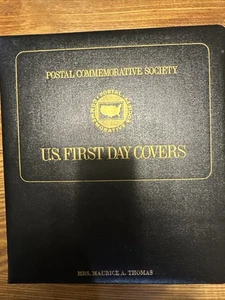 POSTAL COMMEMORATIVE SOCIETY
U.S. FIRST DAY COVERS
MRS. MAURICE A. THOMAS